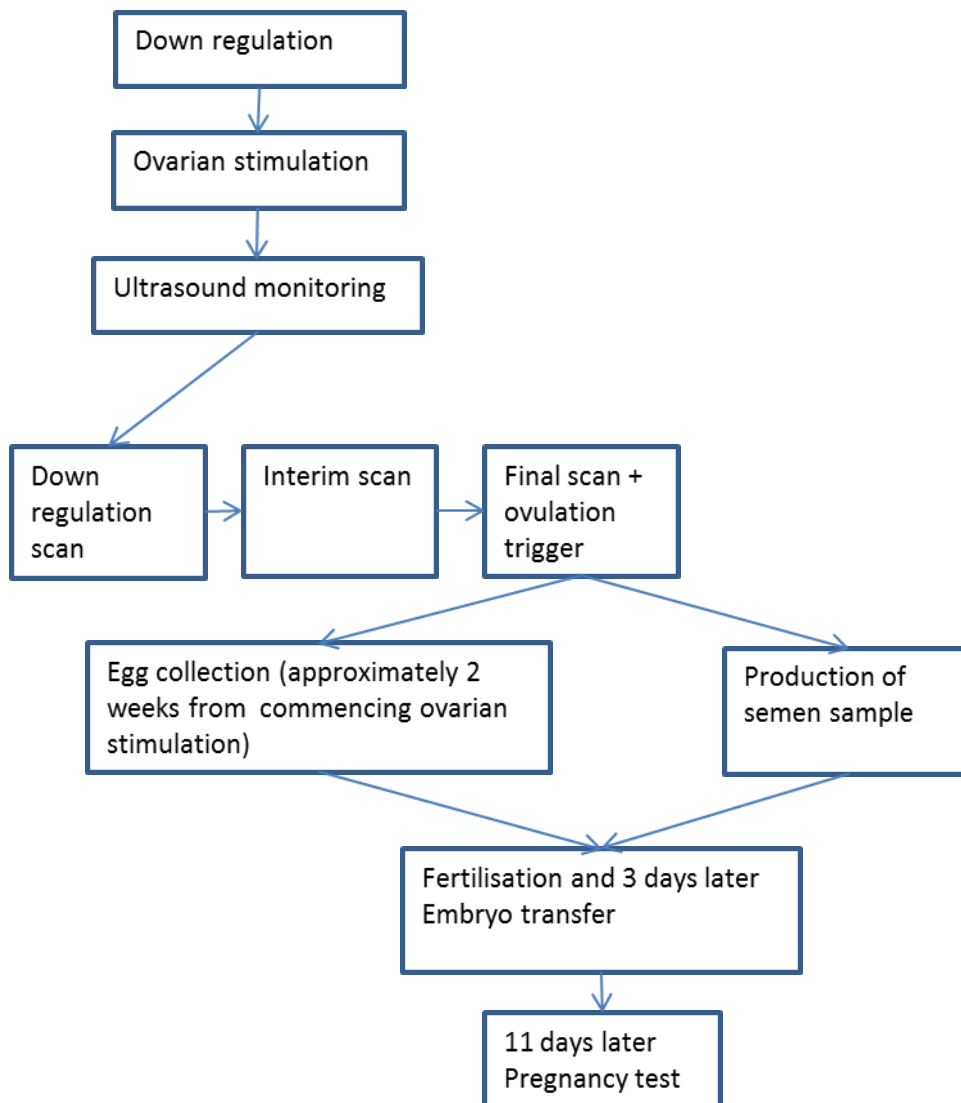 Down regulation
Ovarian stimulation
Ultrasound monitoring
Down
regulation
scan
Interim scan
Final scan +
ovulation
trigger
Egg collection (approximately 2
weeks from  commencing ovarian
stimulation)
Production of
semen sample
Fertilisation and 3 days later
Embryo transfer
11 days later
Pregnancy test